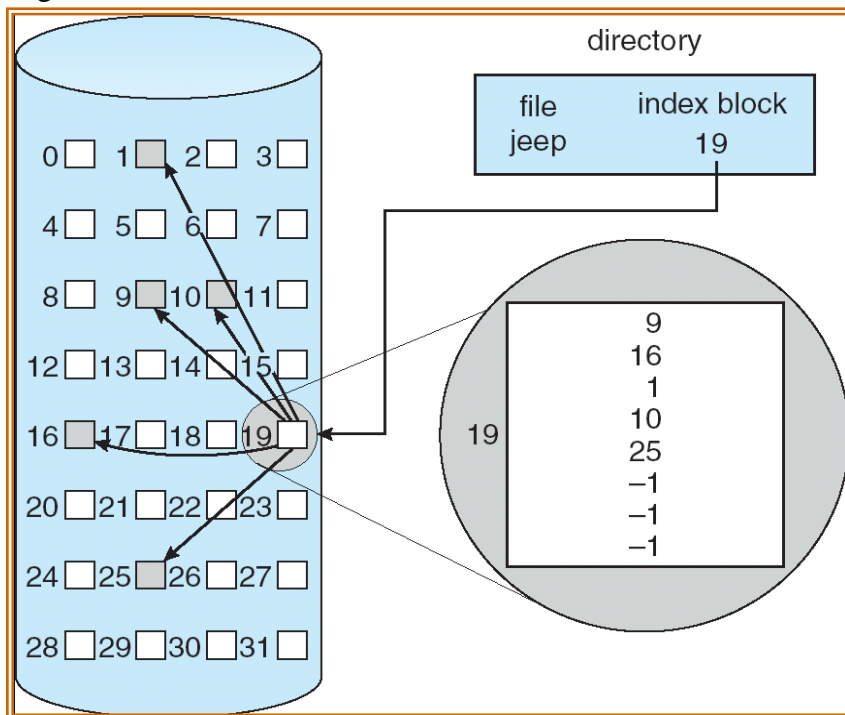 directory
file index block
jeep 19
0 1 2 3
4 5 6 7
8 9 10 11
12 13 14 15
16 17 18 19
20 21 22 23
24 25 26 27
28 29 30 31
19
9
16
1
10
25
–1
–1
–1